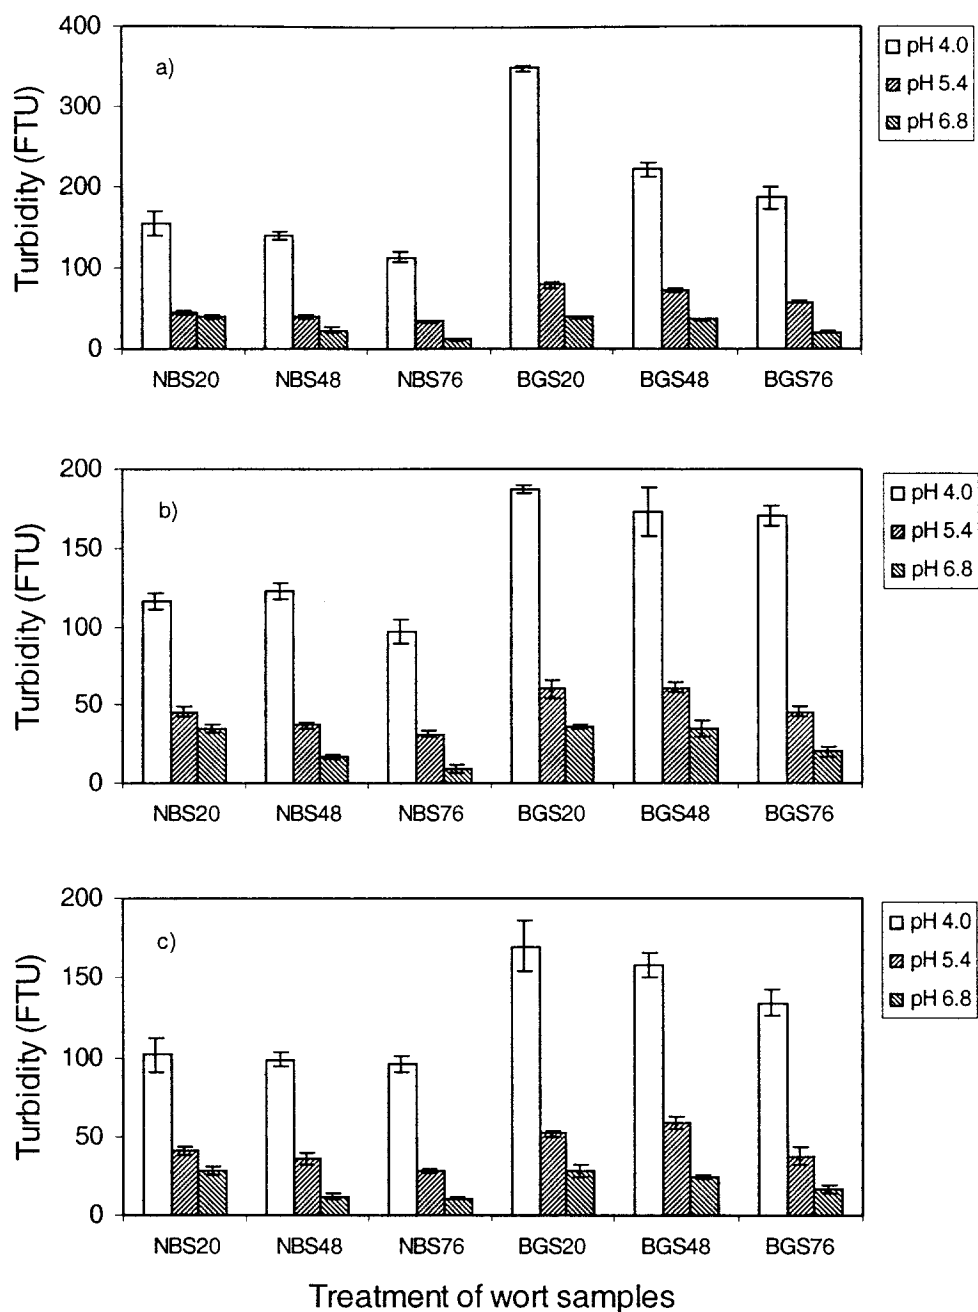 400
300
200
100
0
Turbidity (FTU)
a)
pH 4.0
pH 5.4
pH 6.8
NBS20 NBS48 NBS76 BGS20 BGS48 BGS76
200
150
100
50
0
Turbidity (FTU)
b)
pH 4.0
pH 5.4
pH 6.8
NBS20 NBS48 NBS76 BGS20 BGS48 BGS76
200
150
100
50
0
Turbidity (FTU)
c)
pH 4.0
pH 5.4
pH 6.8
NBS20 NBS48 NBS76 BGS20 BGS48 BGS76
Treatment of wort samples